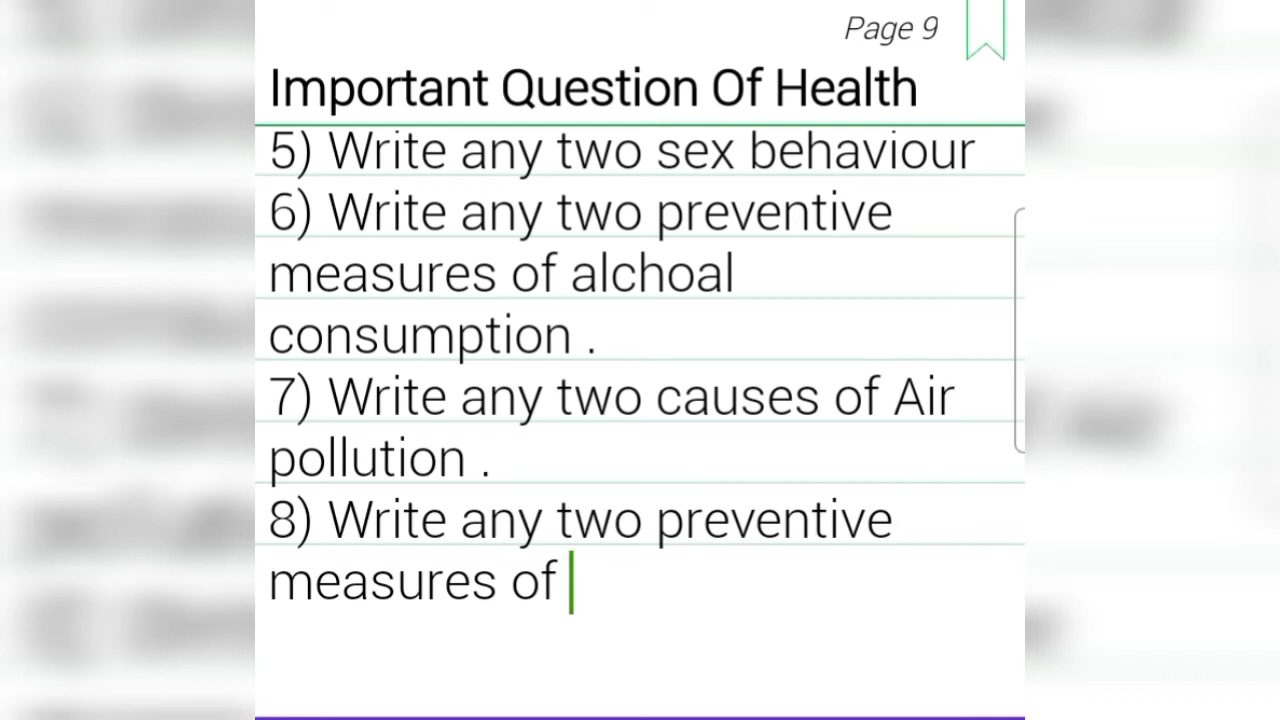 Page 9
Important Question Of Health
5) Write any two sex behaviour
6) Write any two preventive
measures of alchoal
consumption .
7) Write any two causes of Air
pollution .
8) Write any two preventive
measures of